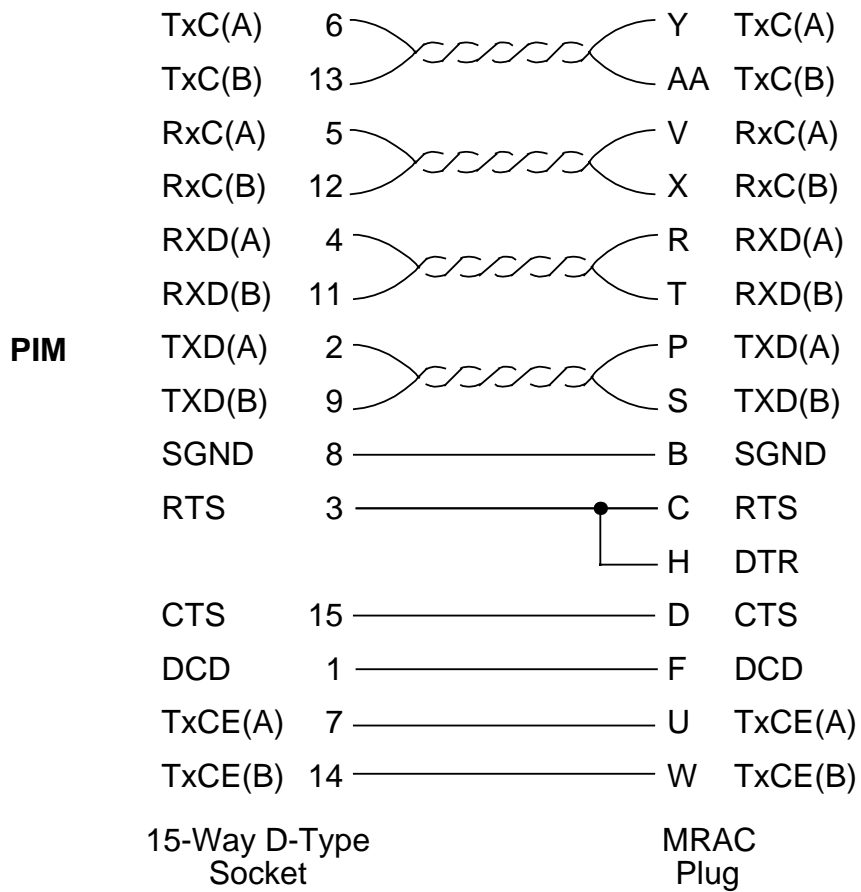 TxC(A) 6 Y TxC(A)
TxC(B) 13 AA TxC(B)
RxC(A) 5 V RxC(A)
RxC(B) 12 X RxC(B)
RXD(A) 4 R RXD(A)
RXD(B) 11 T RXD(B)
PIM TXD(A) 2 P TXD(A)
TXD(B) 9 S TXD(B)
SGND 8 B SGND
RTS 3 C RTS
H DTR
CTS 15 D CTS
DCD 1 F DCD
TxCE(A) 7 U TxCE(A)
TxCE(B) 14 W TxCE(B)
15-Way D-Type MRAC
Socket Plug